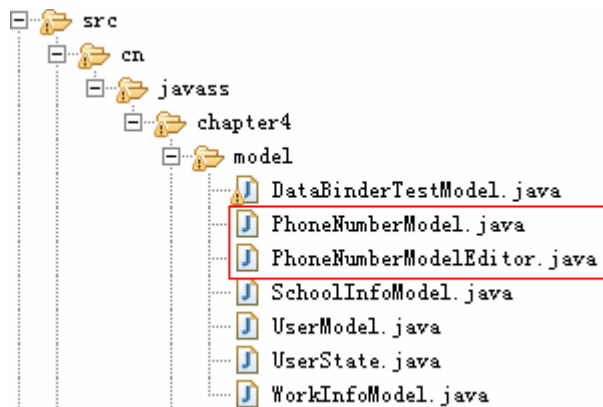 src
cn
javass
chapter4
model
DataBinderTestModel.java
PhoneNumberModel.java
PhoneNumberModelEditor.java
SchoolInfoModel.java
UserModel.java
UserState.java
WorkInfoModel.java